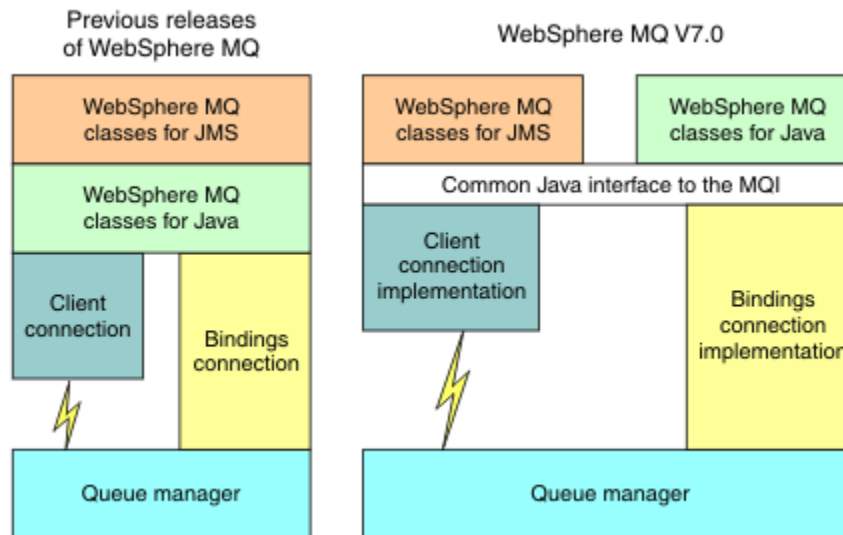 Previous releases
of WebSphere MQ
WebSphere MQ
classes for JMS
WebSphere MQ
classes for Java
Client
connection
Bindings
connection
Queue manager
WebSphere MQ V7.0
WebSphere MQ
classes for JMS
WebSphere MQ
classes for Java
Common Java interface to the MQI
Client
connection
implementation
Bindings
connection
implementation
Queue manager